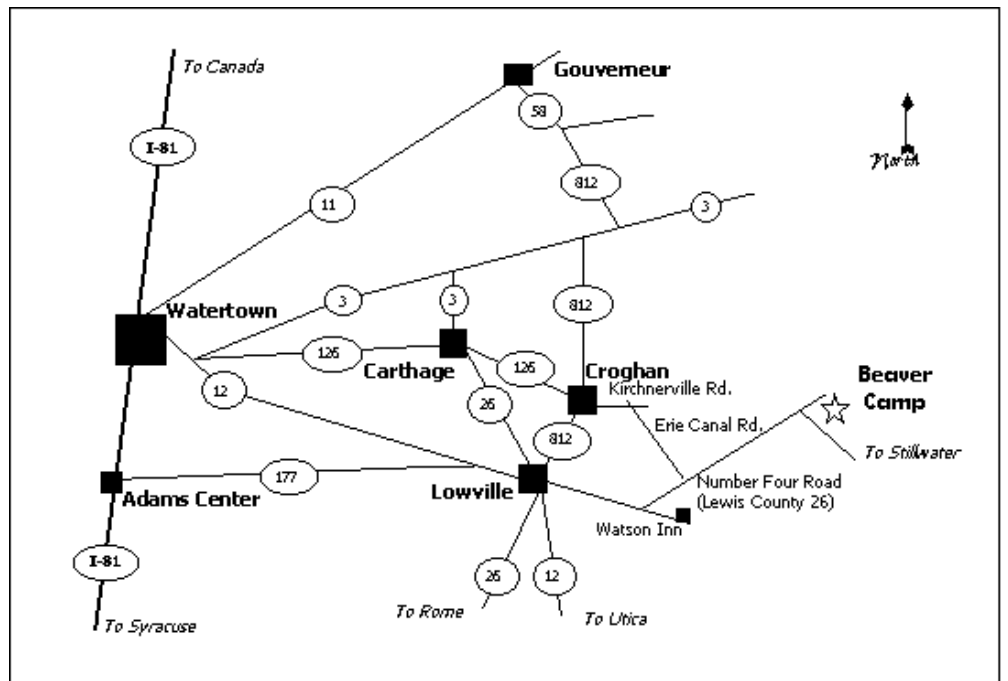 To Canada
Gouverneur
58
I-81
North
812
11
3
3
3
812
Watertown
126
Carthage
126
Croghan
Kirchnerville Rd.
Beaver
Camp
12
26
Erie Canal Rd.
812
To Stillwater
177
Adams Center
Lowville
Number Four Road
(Lewis County 26)
Watson Inn
I-81
26
12
To Rome
To Utica
To Syracuse